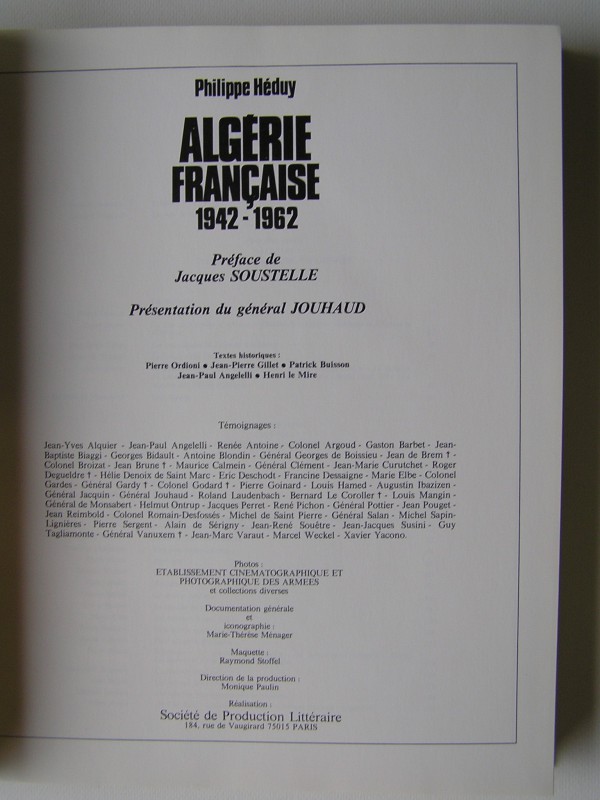 Philippe Héduy
ALGÉRIE
FRANÇAISE
1942 - 1962
Préface de
Jacques SOUSTELLE
Présentation du général JOUHAUD
Textes historiques :
Pierre Ordioni • Jean-Pierre Gillet • Patrick Buisson
Jean-Paul Angelelli • Henri le Mire
Témoignages :
Jean-Yves Alquier - Jean-Paul Angelelli - Renée Antoine - Colonel Argoud - Gaston Barbet - Jean-
Baptiste Biaggi - Georges Bidault - Antoine Blondin - Général Georges de Boissieu - Jean de Brem † -
Colonel Broizat - Jean Brune † - Maurice Calmein - Général Clément - Jean-Marie Curutchet - Roger
Degueldre † - Hélie Denoix de Saint Marc - Eric Deschodt - Francine Dessaigne - Marie Elbe - Colonel
Gardes - Général Gardy † - Colonel Godard † - Pierre Goinard - Louis Hamed - Augustin Ibazizen -
Général Jacquin - Général Jouhaud - Roland Laudenbach - Bernard Le Coroller † - Louis Mangin -
Général de Monsabert - Helmut Ontrup - Jacques Perret - René Pichon - Général Pottier - Jean Pouget -
Jean Reimbold - Colonel Romain-Desfossés - Michel de Saint Pierre - Général Salan - Michel Sapin-
Lignières - Pierre Sergent - Alain de Sérigny - Jean-René Souêtre - Jean-Jacques Susini - Guy
Tagliamonte - Général Vanuxem † - Jean-Marc Varaut - Marcel Weckel - Xavier Yacono.
Photos :
ETABLISSEMENT CINEMATOGRAPHIQUE ET
PHOTOGRAPHIQUE DES ARMEES
et collections diverses
Documentation générale
et
iconographie :
Marie-Thérèse Ménager
Maquette :
Raymond Stoffel
Direction de la production :
Monique Paulin
Réalisation :
Société de Production Littéraire
184, rue de Vaugirard 75015 PARIS